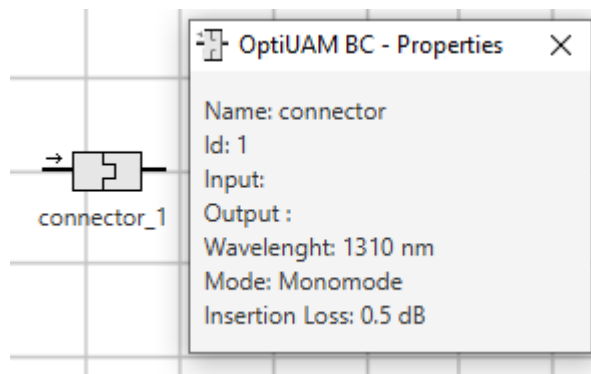 OptiUAM BC - Properties
Name: connector
Id: 1
Input:
Output :
Wavelenght: 1310 nm
Mode: Monomode
Insertion Loss: 0.5 dB
connector_1